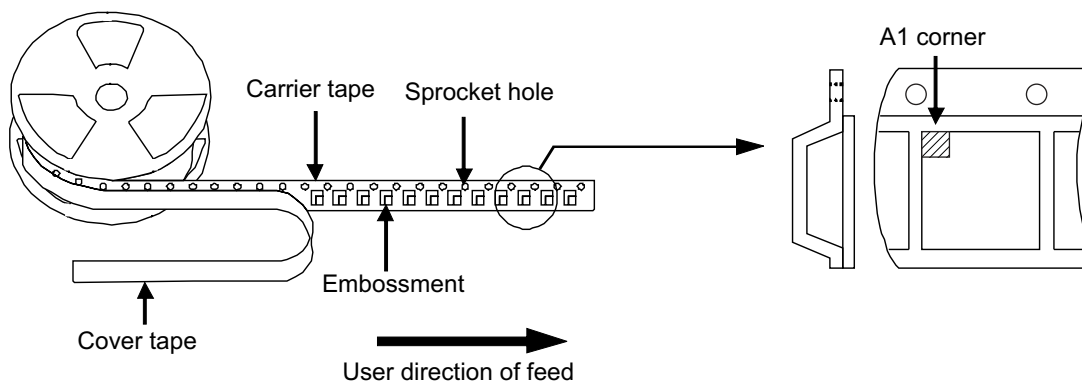 A1 corner
Carrier tape
Sprocket hole
Embossment
Cover tape
User direction of feed